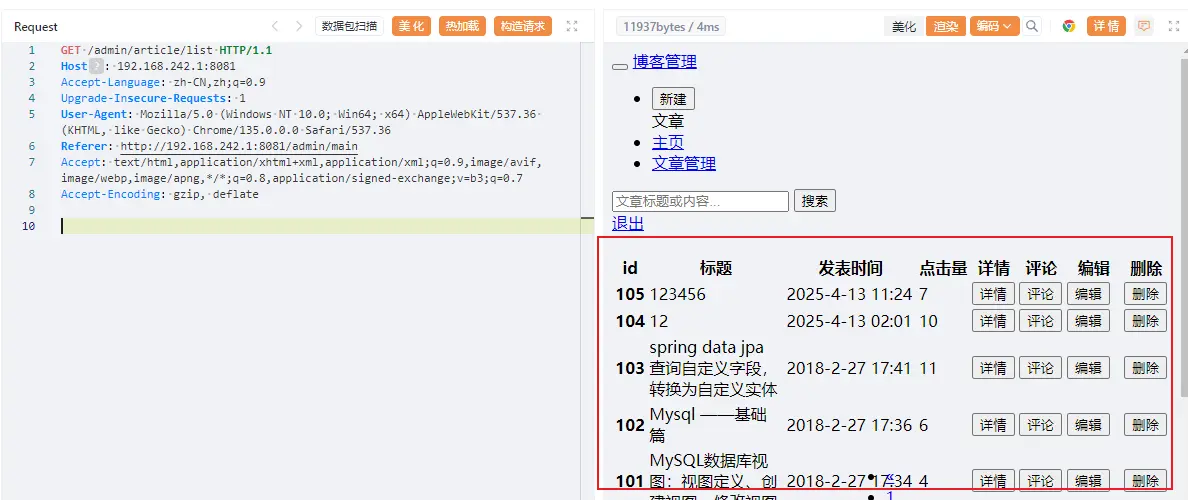 Request
数据包扫描 美化 热加载 构造请求
1 GET /admin/article/list HTTP/1.1
2 Host ? : 192.168.242.1:8081
3 Accept-Language: zh-CN,zh;q=0.9
4 Upgrade-Insecure-Requests: 1
5 User-Agent: Mozilla/5.0 (Windows NT 10.0; Win64; x64) AppleWebKit/537.36
(KHTML, like Gecko) Chrome/135.0.0.0 Safari/537.36
6 Referer: http://192.168.242.1:8081/admin/main
7 Accept: text/html,application/xhtml+xml,application/xml;q=0.9,image/avif,
image/webp,image/apng,*/*;q=0.8,application/signed-exchange;v=b3;q=0.7
8 Accept-Encoding: gzip, deflate
9
10
11937bytes / 4ms
美化 渲染 编码 详情
博客管理
新建
文章
主页
文章管理
文章标题或内容... 搜索
退出
id 标题 发表时间 点击量 详情 评论 编辑 删除
105 123456 2025-4-13 11:24 7 详情 评论 编辑 删除
104 12 2025-4-13 02:01 10 详情 评论 编辑 删除
spring data jpa
103 查询自定义字段, 2018-2-27 17:41 11 详情 评论 编辑 删除
转换为自定义实体
Mysql ——基础
102 篇 2018-2-27 17:36 6 详情 评论 编辑 删除
MySQL数据库视
101 图：视图定义、创 2018-2-27 17:34 4 详情 评论 编辑 删除
建视图、修改视图
«
1